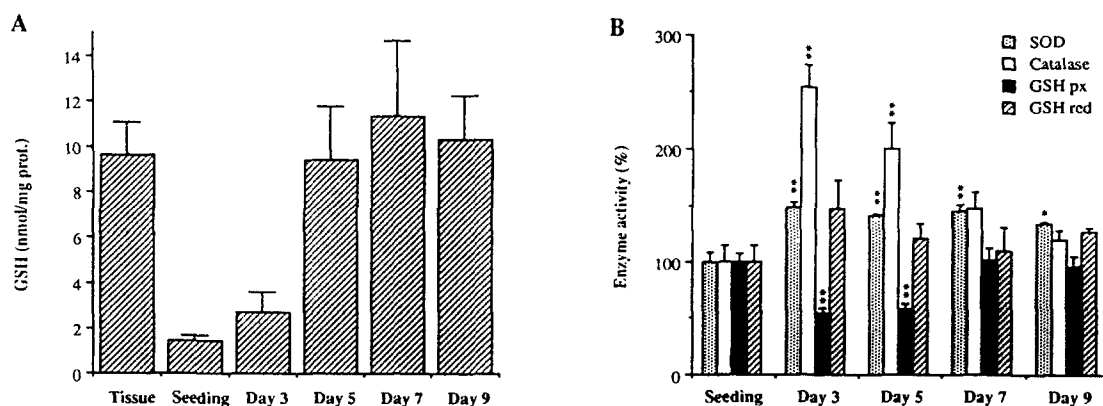 A
GSH (nmol/mg prot.)
14
12
10
8
6
4
2
0
Tissue Seeding Day 3 Day 5 Day 7 Day 9
B
Enzyme activity (%)
300
200
100
0
SOD
Catalase
GSH px
GSH red
** ** ***
** ** **
**
*
Seeding Day 3 Day 5 Day 7 Day 9